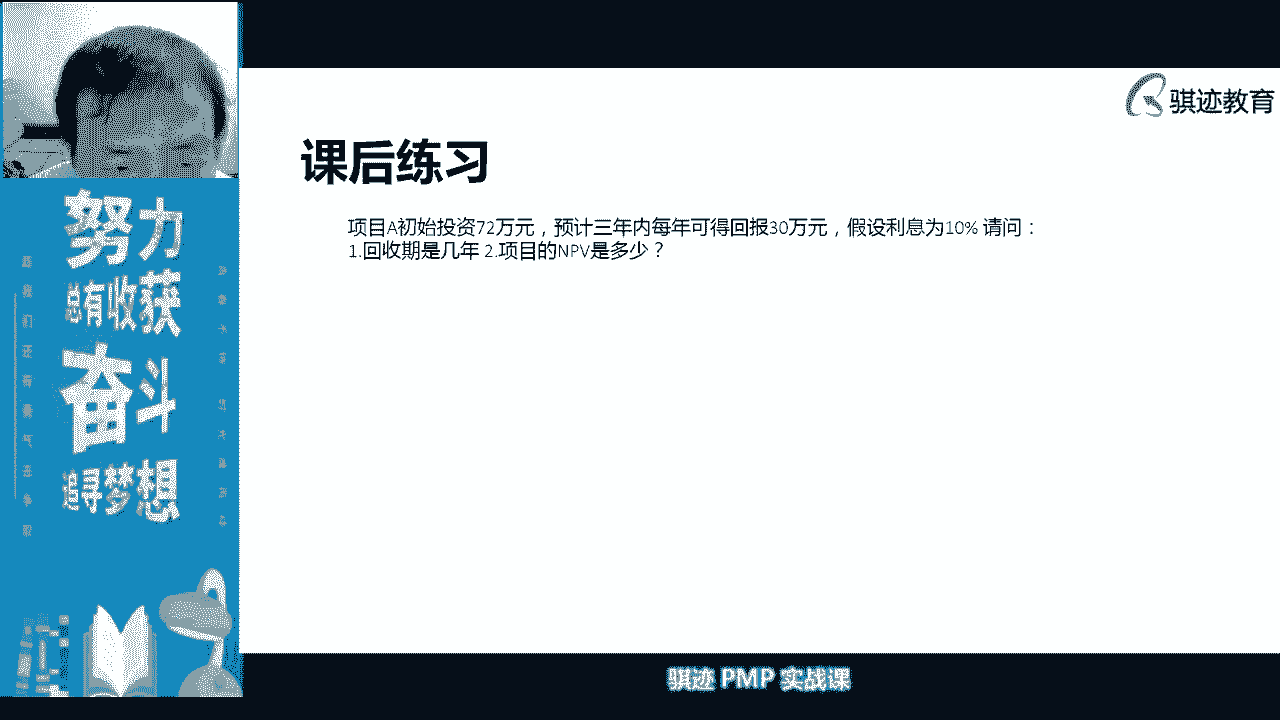 骐迹教育
课后练习
项目A初始投资72万元，预计三年内每年可得回报30万元，假设利息为10% 请问：
1.回收期是几年 2.项目的NPV是多少？
努力
总有收获
奋斗
追寻梦想
骐迹 PMP 实战课